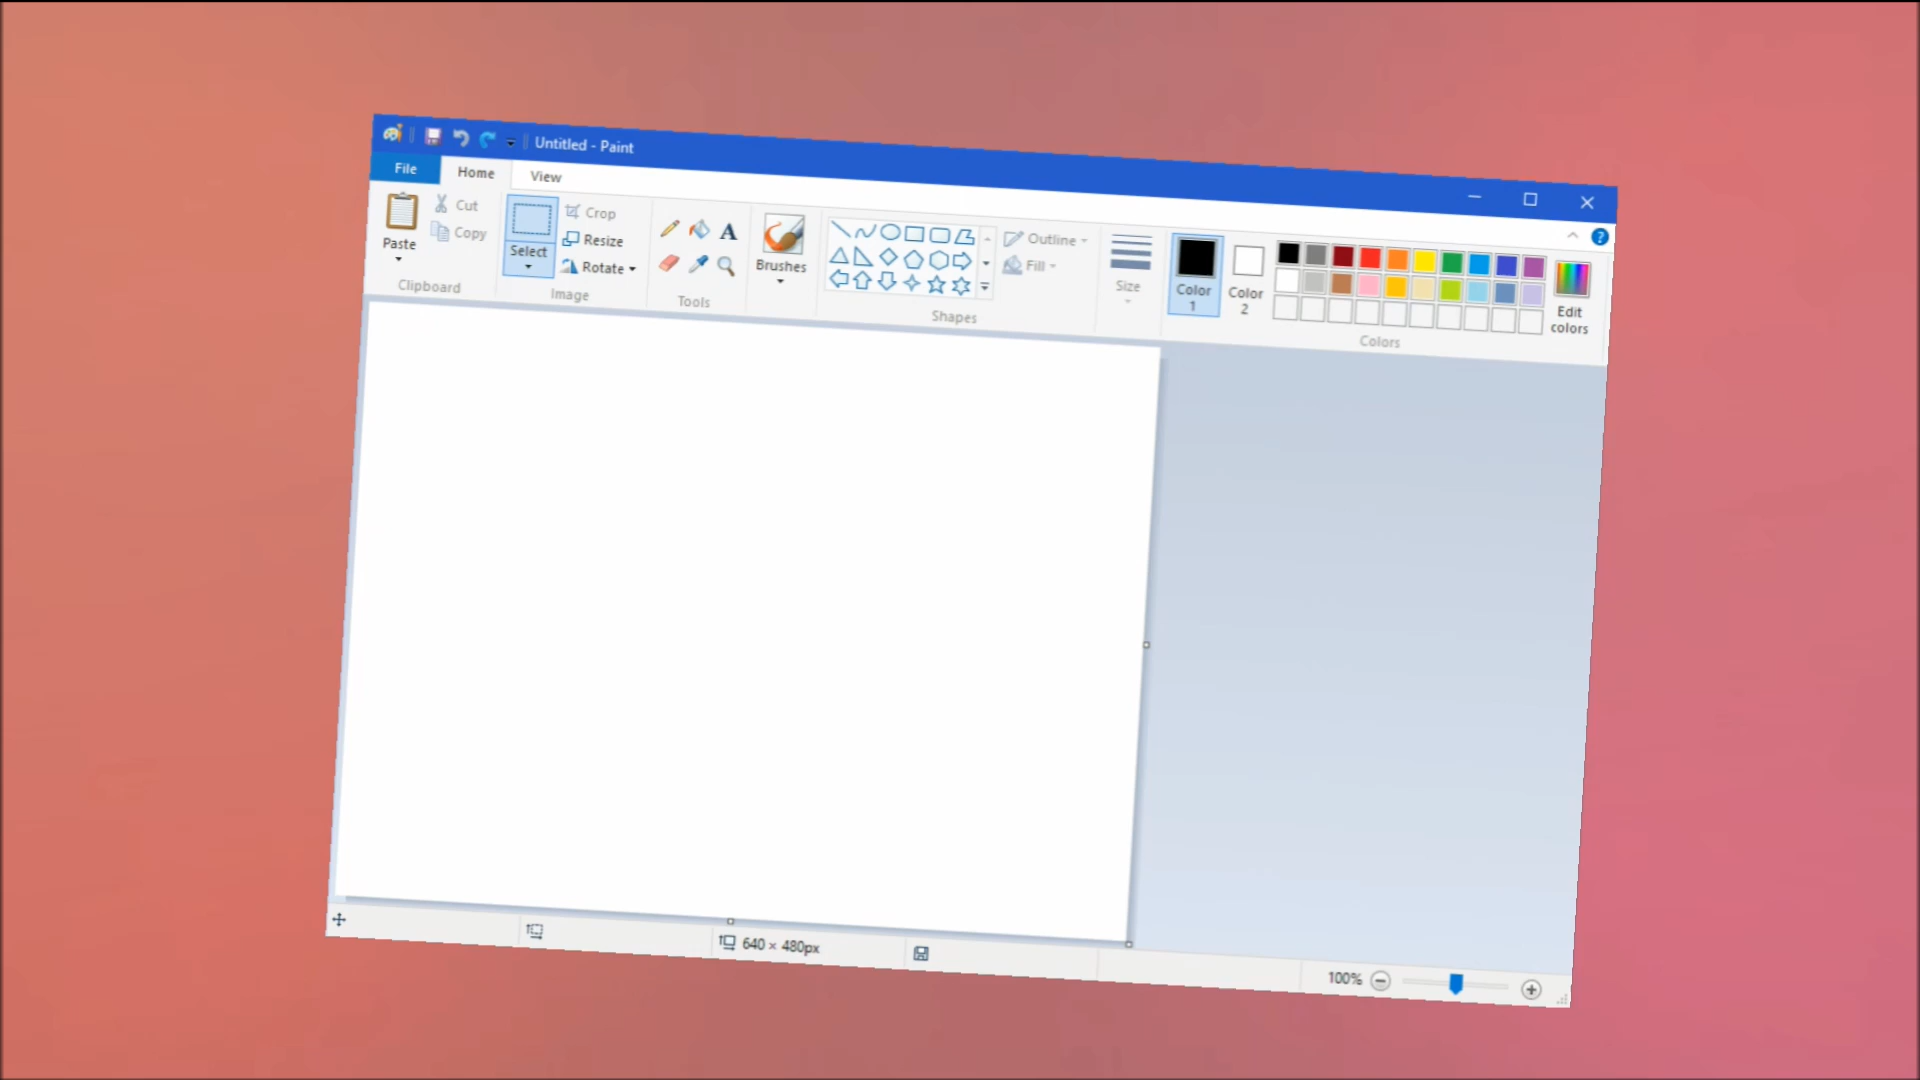 Untitled - Paint
File Home View
Paste
Cut
Copy
Clipboard
Select
Crop
Resize
Rotate
Image
Tools
A
Brushes
Shapes
Outline
Fill
Size
Color 1
Color 2
Edit colors
Colors
640 × 480px
100%